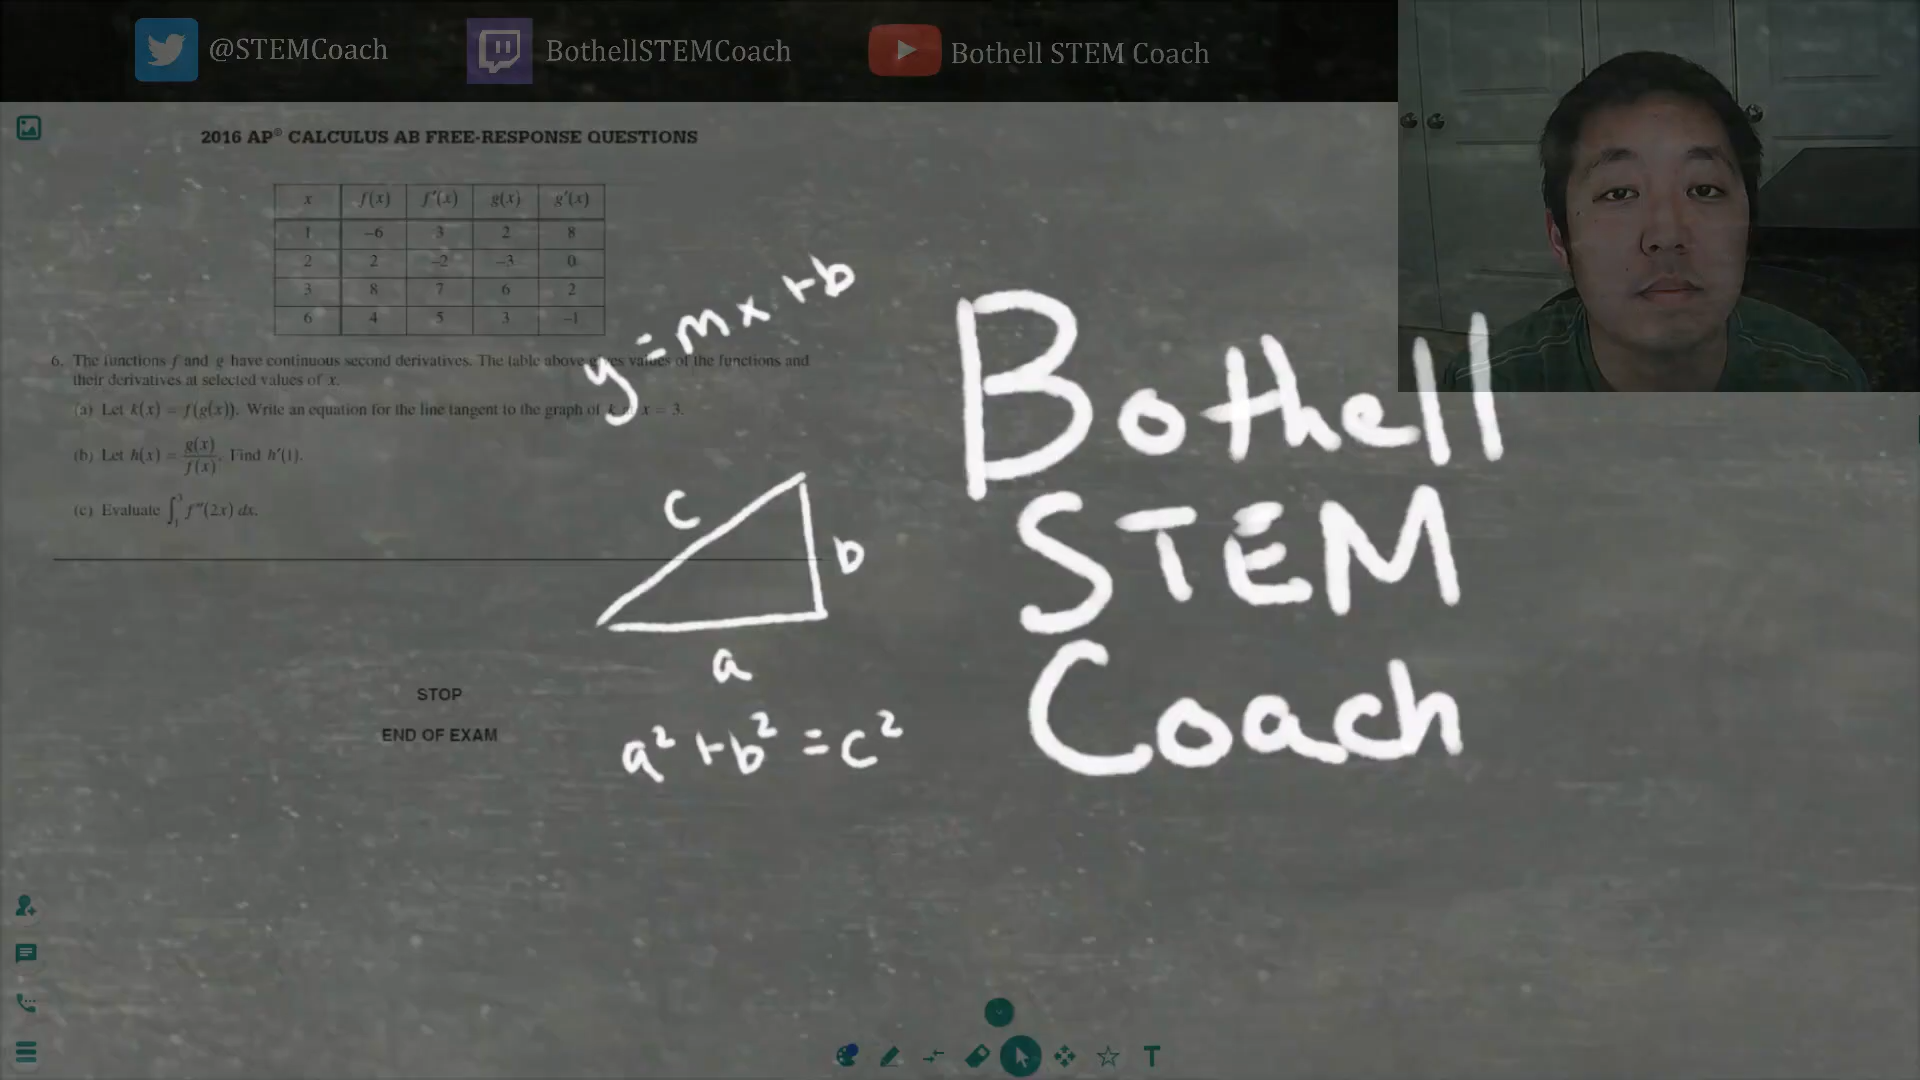 @STEMCoach
BothellSTEMCoach
Bothell STEM Coach
2016 AP® CALCULUS AB FREE-RESPONSE QUESTIONS
x f(x) f′(x) g(x) g′(x)
1 −6 3 2 8
2 2 −2 −3 0
3 8 7 6 2
6 4 5 3 −1
6. The functions f and g have continuous second derivatives. The table above gives values of the functions and
their derivatives at selected values of x.
(a) Let k(x) = f(g(x)). Write an equation for the line tangent to the graph of k at x = 3.
(b) Let h(x) = g(x)/f(x). Find h′(1).
(c) Evaluate ∫₁³ f″(2x) dx.
STOP
END OF EXAM
y=mx+b
c
b
a
a²+b²=c²
Bothell
STEM
Coach
T